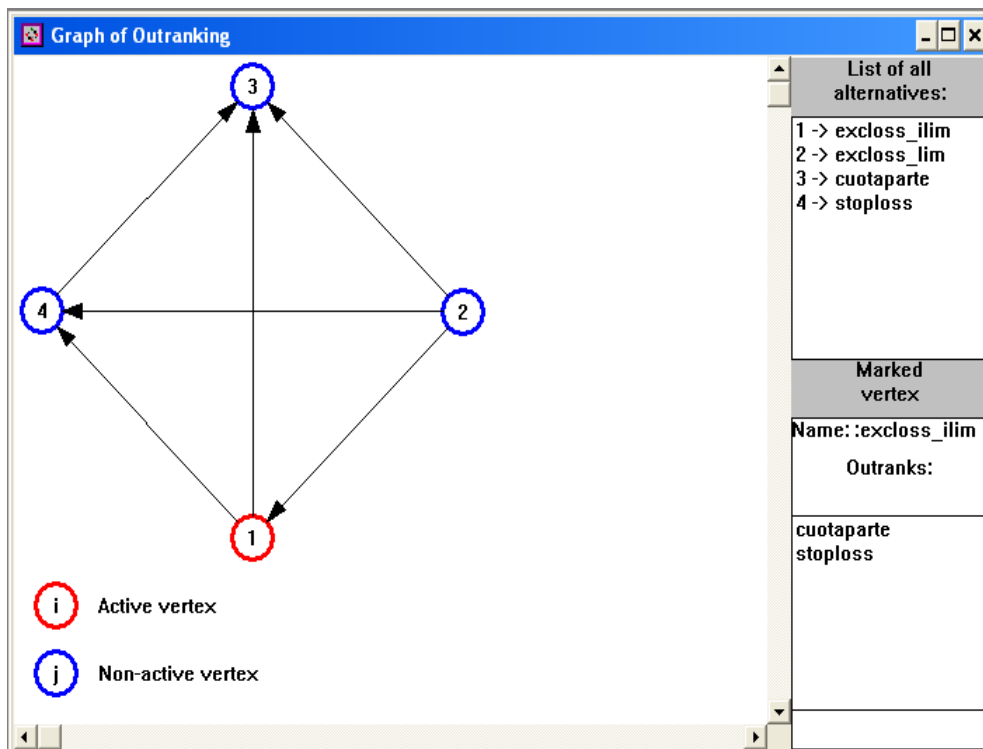 Graph of Outranking
3
4
2
1
i Active vertex
j Non-active vertex
List of all
alternatives:
1 -> excloss_ilim
2 -> excloss_lim
3 -> cuotaparte
4 -> stoploss
Marked
vertex
Name::excloss_ilim
Outranks:
cuotaparte
stoploss